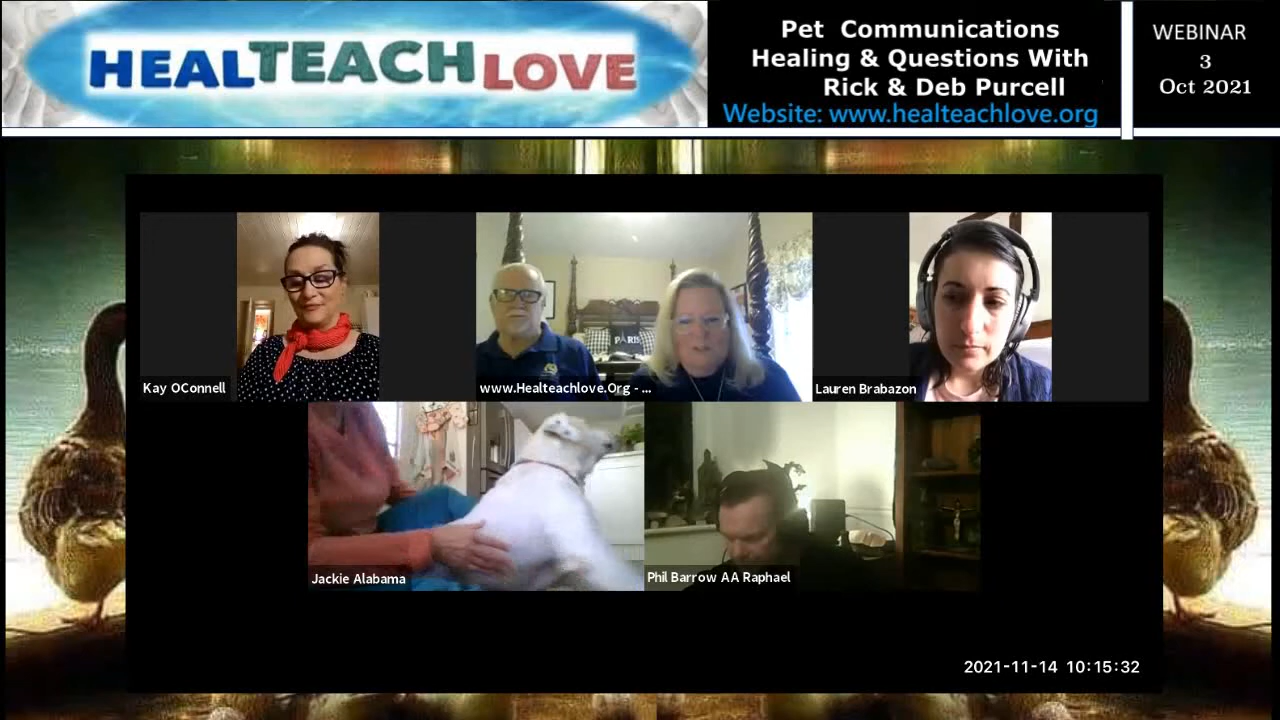 HEALTEACHLOVE
Pet Communications
Healing & Questions With
Rick & Deb Purcell
Website: www.healteachlove.org
WEBINAR
3
Oct 2021
PARIS
Kay OConnell
www.Healteachlove.Org - ...
Lauren Brabazon
Jackie Alabama
Phil Barrow AA Raphael
2021-11-14 10:15:32